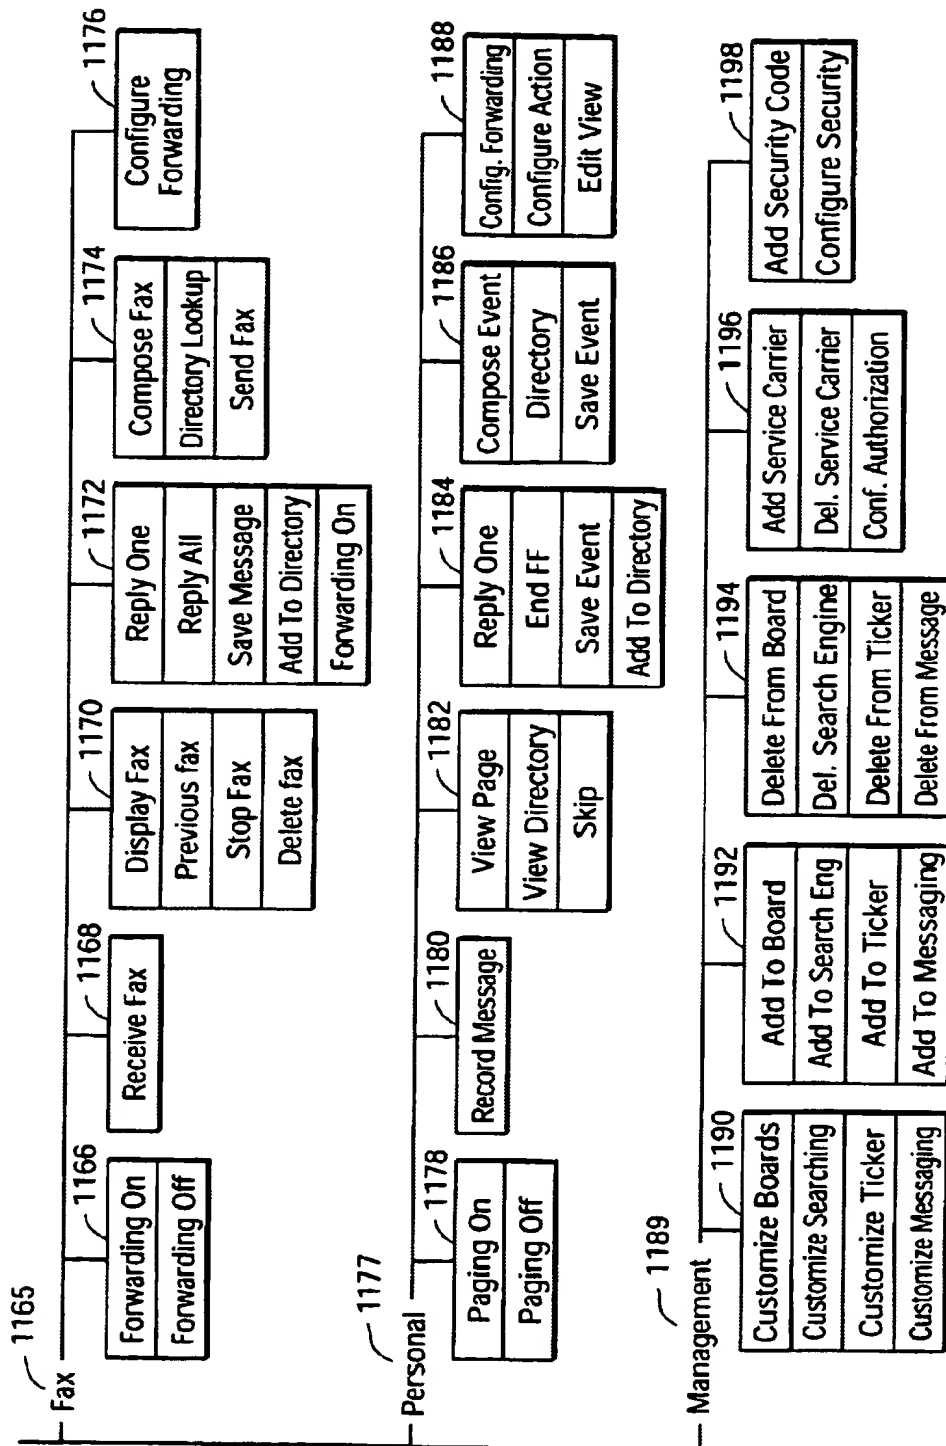 1165
Fax
1166
Forwarding On
Forwarding Off
1168
Receive Fax
1170
Display Fax
Previous fax
Stop Fax
Delete fax
1172
Reply One
Reply All
Save Message
Add To Directory
Forwarding On
1174
Compose Fax
Directory Lookup
Send Fax
1176
Configure
Forwarding
1177
Personal
1178
Paging On
Paging Off
1180
Record Message
1182
View Page
View Directory
Skip
1184
Reply One
End FF
Save Event
Add To Directory
1186
Compose Event
Directory
Save Event
1188
Config. Forwarding
Configure Action
Edit View
1189
Management
1190
Customize Boards
Customize Searching
Customize Ticker
Customize Messaging
1192
Add To Board
Add To Search Eng
Add To Ticker
Add To Messaging
1194
Delete From Board
Del. Search Engine
Delete From Ticker
Delete From Message
1196
Add Service Carrier
Del. Service Carrier
Conf. Authorization
1198
Add Security Code
Configure Security